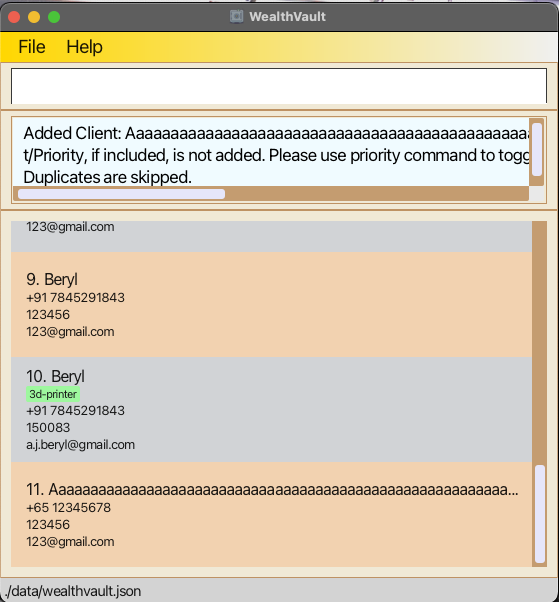 WealthVault
File Help
Added Client: Aaaaaaaaaaaaaaaaaaaaaaaaaaaaaaaaaaaaaaaaaaaaaa
t/Priority, if included, is not added. Please use priority command to togg
Duplicates are skipped.
123@gmail.com
9. Beryl
+91 7845291843
123456
123@gmail.com
10. Beryl
3d-printer
+91 7845291843
150083
a.j.beryl@gmail.com
11. Aaaaaaaaaaaaaaaaaaaaaaaaaaaaaaaaaaaaaaaaaaaaaaaaaaaaa...
+65 12345678
123456
123@gmail.com
./data/wealthvault.json